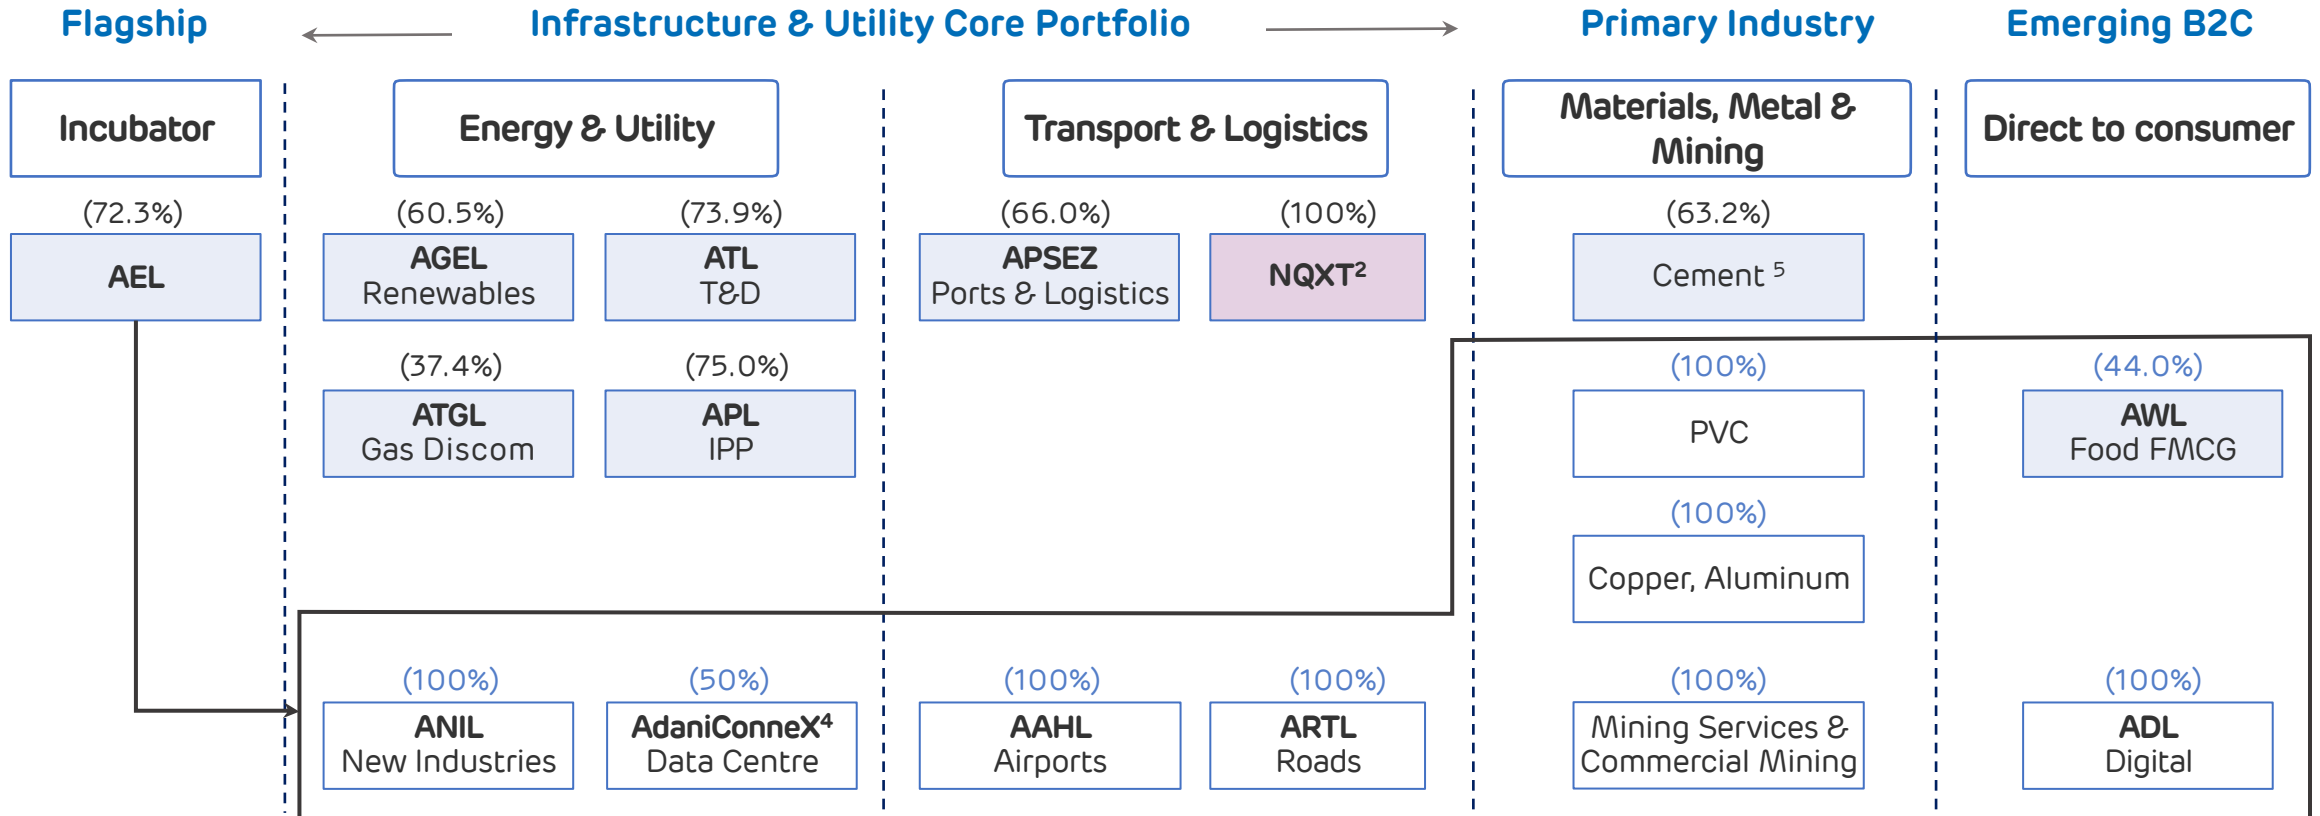 Flagship
Infrastructure & Utility Core Portfolio
Primary Industry
Emerging B2C
Incubator
Energy & Utility
Transport & Logistics
Materials, Metal &
Mining
Direct to consumer
(72.3%)
(60.5%)
(73.9%)
(66.0%)
(100%)
(63.2%)
AEL
AGEL
Renewables
ATL
T&D
APSEZ
Ports & Logistics
NQXT²
Cement ⁵
(37.4%)
(75.0%)
(100%)
(44.0%)
ATGL
Gas Discom
APL
IPP
PVC
AWL
Food FMCG
(100%)
Copper, Aluminum
(100%)
(50%)
(100%)
(100%)
(100%)
(100%)
ANIL
New Industries
AdaniConneX⁴
Data Centre
AAHL
Airports
ARTL
Roads
Mining Services &
Commercial Mining
ADL
Digital